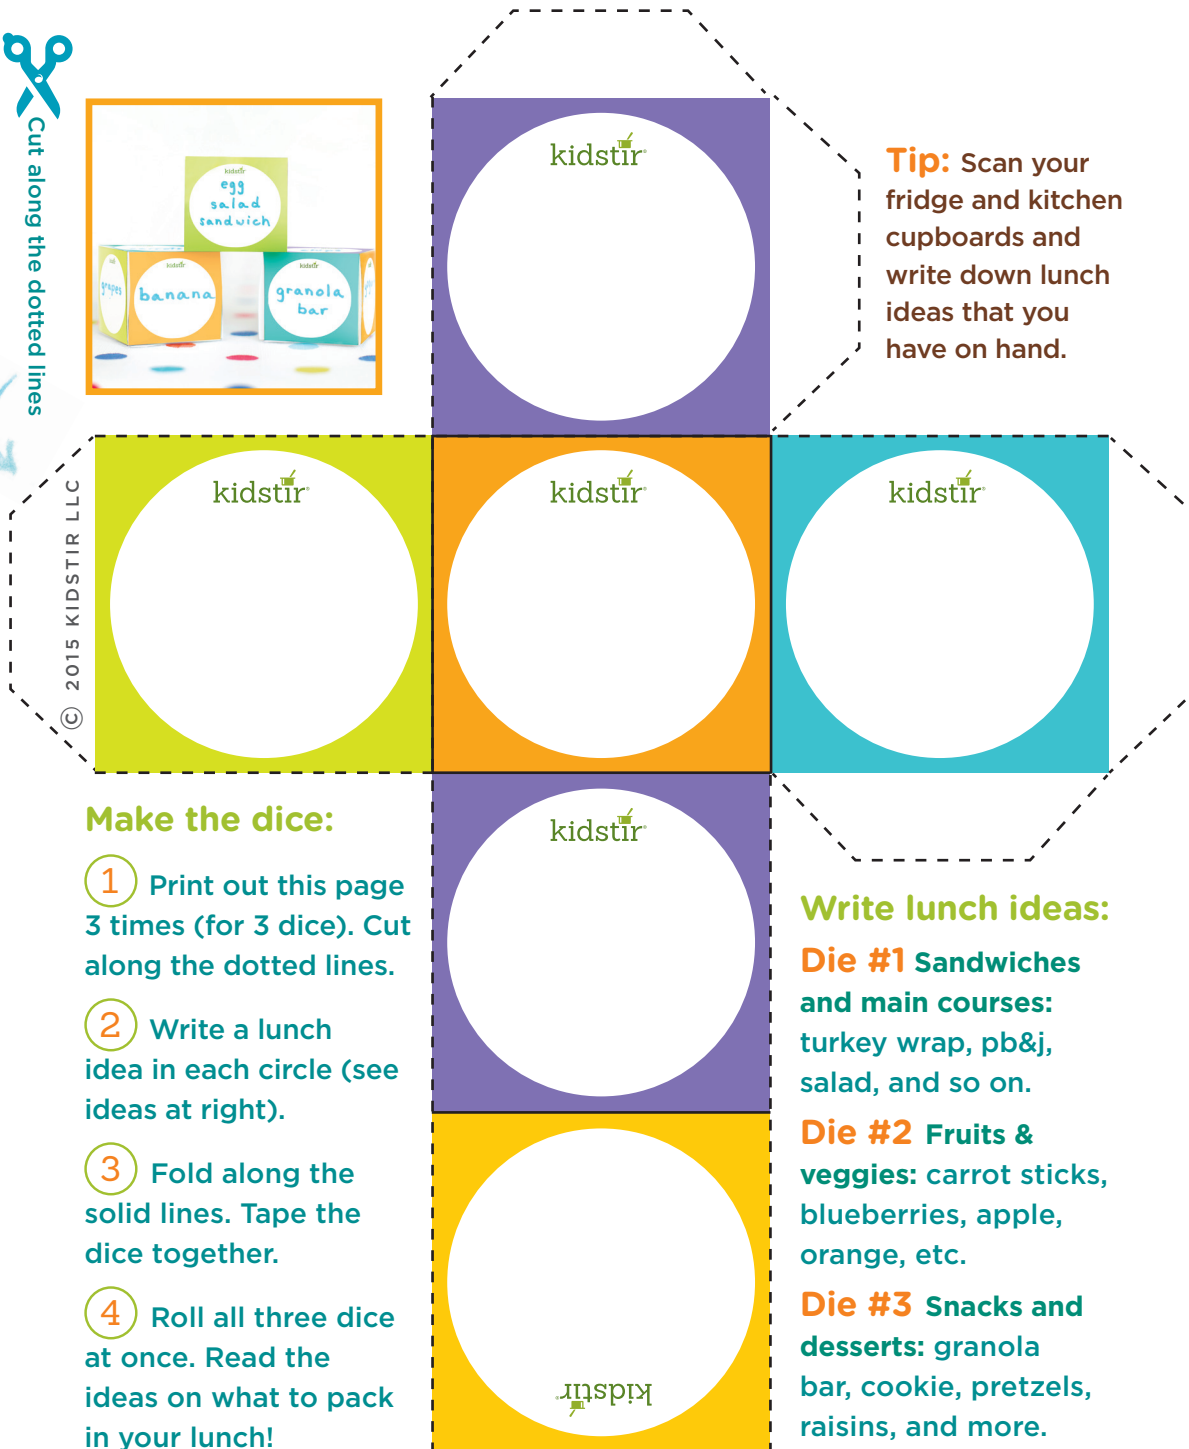 Cut along the dotted lines
kidstir
egg
salad
sandwich
kidstir
banana
grapes
kidstir
granola
bar
kidstir®
Tip: Scan your
fridge and kitchen
cupboards and
write down lunch
ideas that you
have on hand.
© 2015 KIDSTIR LLC
kidstir®
kidstir®
kidstir®
kidstir®
Make the dice:
1 Print out this page
3 times (for 3 dice). Cut
along the dotted lines.
2 Write a lunch
idea in each circle (see
ideas at right).
3 Fold along the
solid lines. Tape the
dice together.
4 Roll all three dice
at once. Read the
ideas on what to pack
in your lunch!
Write lunch ideas:
Die #1 Sandwiches
and main courses:
turkey wrap, pb&j,
salad, and so on.
Die #2 Fruits &
veggies: carrot sticks,
blueberries, apple,
orange, etc.
Die #3 Snacks and
desserts: granola
bar, cookie, pretzels,
raisins, and more.
kidstir®